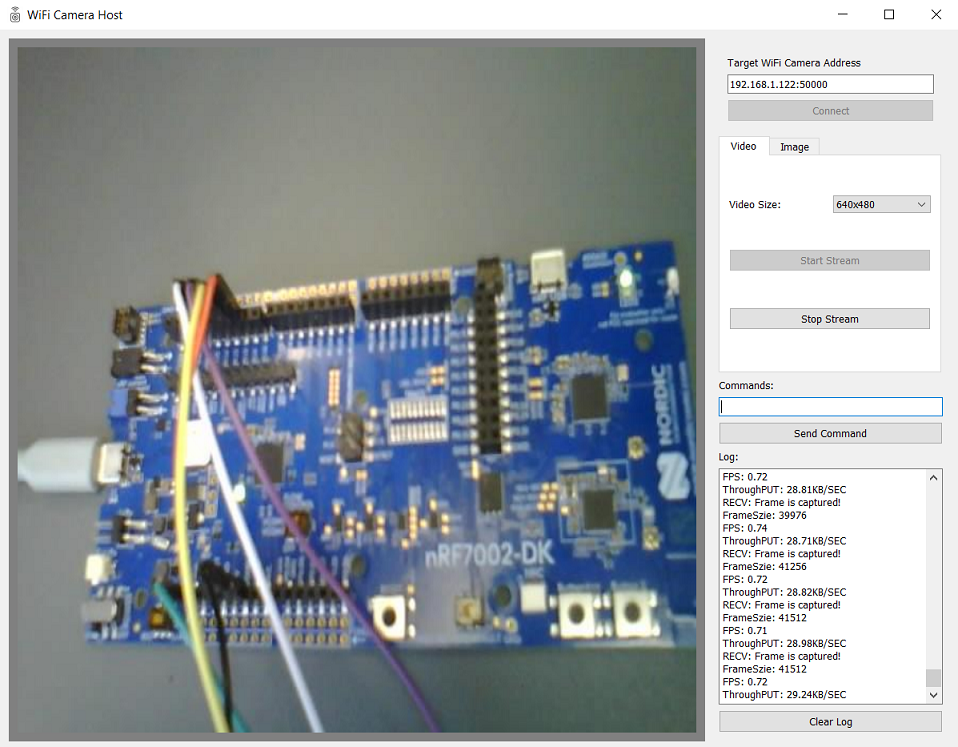 WiFi Camera Host
Target WiFi Camera Address
192.168.1.122:50000
Connect
Video
Image
Video Size:
640x480
Start Stream
Stop Stream
Commands:
Send Command
Log:
FPS: 0.72
ThroughPUT: 28.81KB/SEC
RECV: Frame is captured!
FrameSzie: 39976
FPS: 0.74
ThroughPUT: 28.71KB/SEC
RECV: Frame is captured!
FrameSzie: 41256
FPS: 0.72
ThroughPUT: 28.82KB/SEC
RECV: Frame is captured!
FrameSzie: 41512
FPS: 0.71
ThroughPUT: 28.98KB/SEC
RECV: Frame is captured!
FrameSzie: 41512
FPS: 0.72
ThroughPUT: 29.24KB/SEC
Clear Log
NORDIC
nRF7002-DK